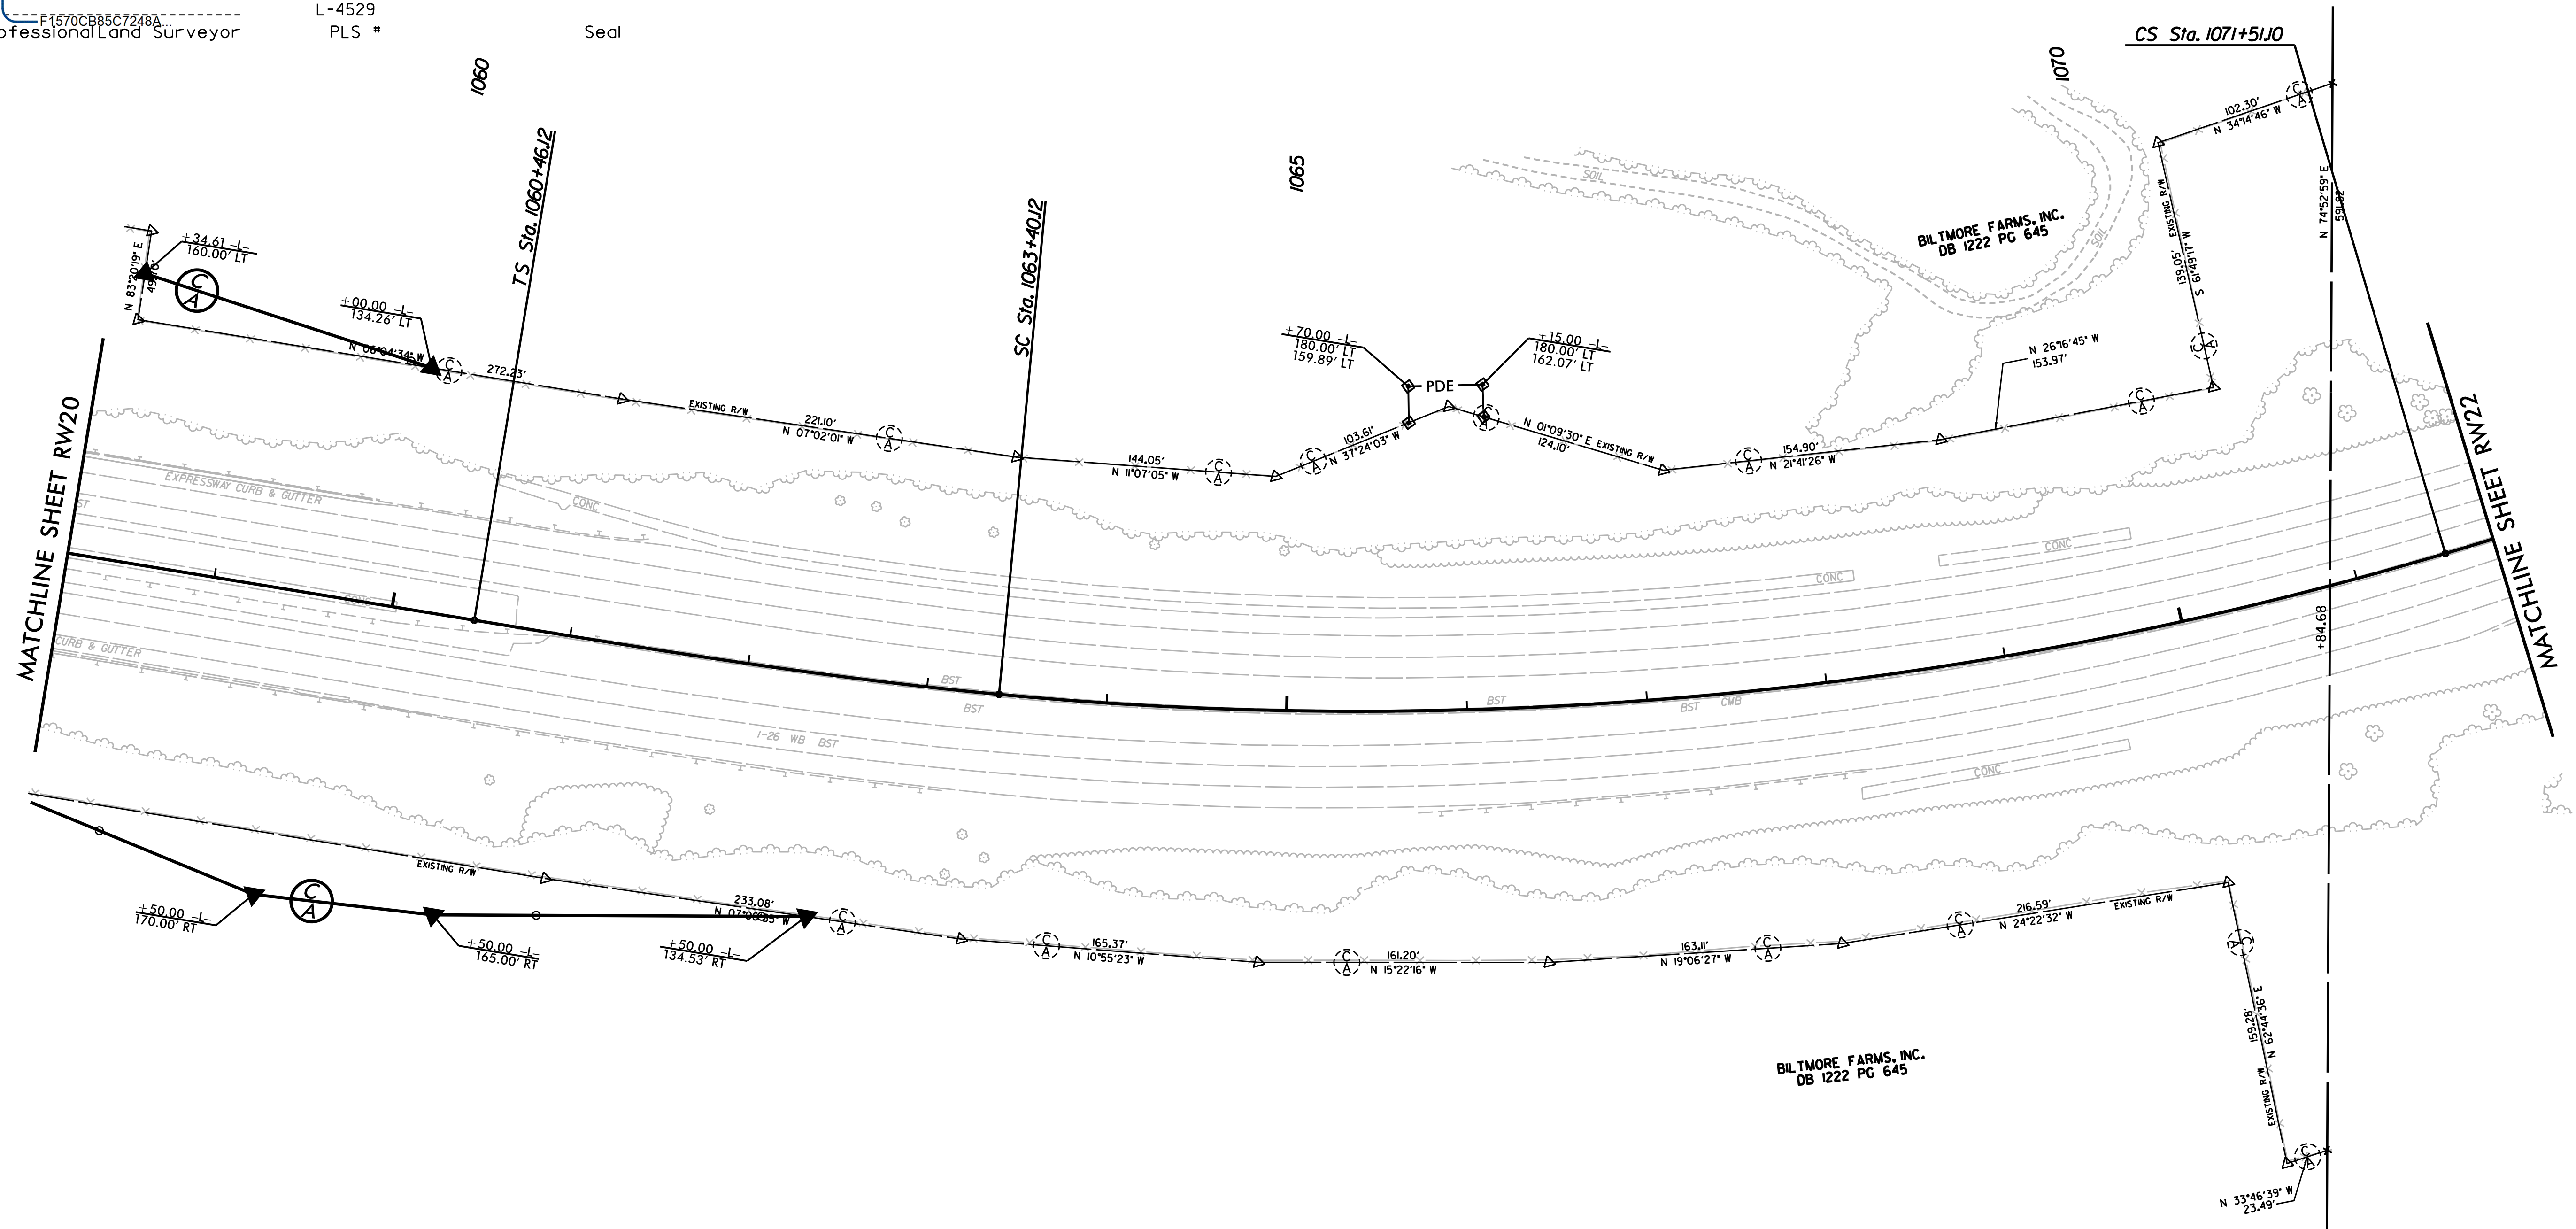 F1570CB85C7248A...
L-4529
ofessional Land Surveyor
PLS #
Seal
1060
1065
1070
CS Sta. 1071+51.10
TS Sta. 1060+46.12
SC Sta. 1063+40.12
MATCHLINE SHEET RW20
MATCHLINE SHEET RW22
+34.61 -L-
160.00' LT
N 83°20'19" E
C
A
+00.00 -L-
134.26' LT
C
A
272.23'
EXISTING R/W
221.10'
N 07°02'01" W
C
A
144.05'
N 11°07'05" W
C
A
+70.00 -L-
180.00' LT
159.89' LT
PDE
+15.00 -L-
180.00' LT
162.07' LT
103.61'
N 37°24'03" W
C
A
C
A
N 01°09'30" E EXISTING R/W
124.10'
154.90'
N 21°41'26" W
C
A
N 26°16'45" W
153.97'
C
A
C
A
EXISTING R/W
139.05'
S 61°49'17" W
102.30'
N 34°14'46" W
C
A
N 74°52'59" E
591.82
BILTMORE FARMS, INC.
DB 1222 PG 645
SOIL
SOIL
EXPRESSWAY CURB & GUTTER
ST
CONC
CONC
CURB & GUTTER
BST
BST
I-26 WB BST
BST
BST CMB
CONC
CONC
CONC
+84.68
EXISTING R/W
+50.00 -L-
170.00' RT
C
A
+50.00 -L-
165.00' RT
+50.00 -L-
134.53' RT
233.08'
C
A
C
A
165.37'
N 10°55'23" W
C
A
161.20'
N 15°22'16" W
163.11'
N 19°06'27" W
C
A
C
A
216.59'
N 24°22'32" W
EXISTING R/W
C
A
159.28'
N 62°44'36" E
EXISTING R/W
C
A
N 33°46'39" W
23.49'
BILTMORE FARMS, INC.
DB 1222 PG 645